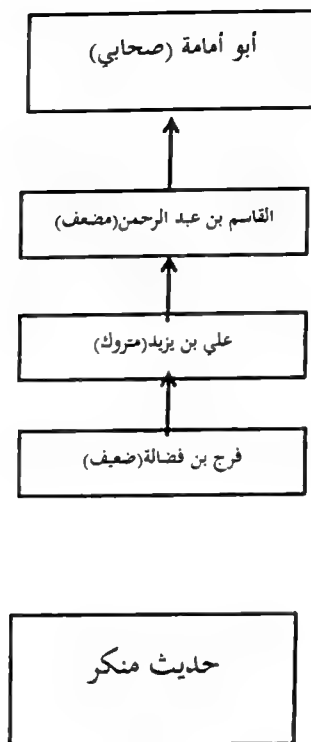 أبو أمامة (صحابي)
القاسم بن عبد الرحمن(مضعف)
علي بن يزيد(متروك)
فرج بن فضالة(ضعيف)
حديث منكر